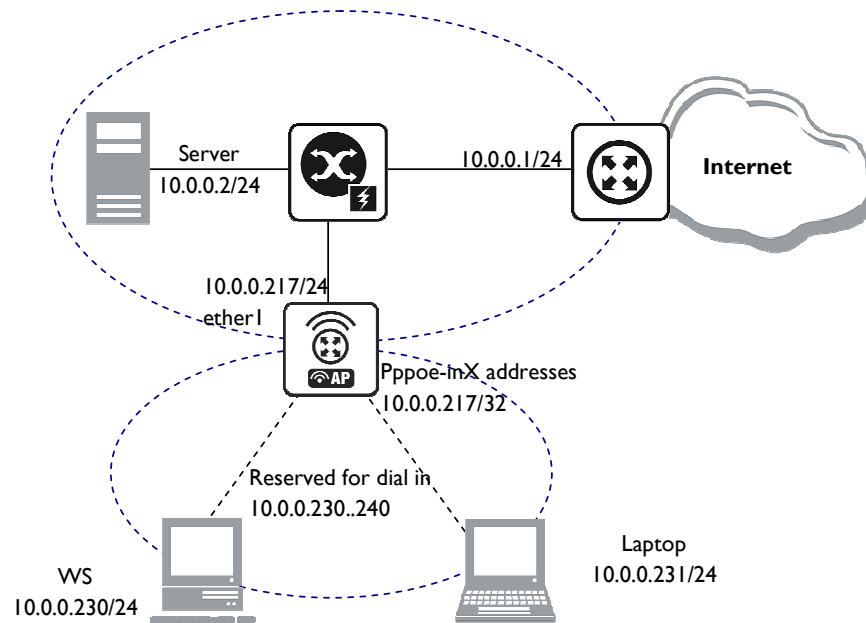 Server
10.0.0.2/24
10.0.0.1/24
Internet
10.0.0.217/24
ether1
AP
Pppoe-inX addresses
10.0.0.217/32
Reserved for dial in
10.0.0.230..240
WS
10.0.0.230/24
Laptop
10.0.0.231/24